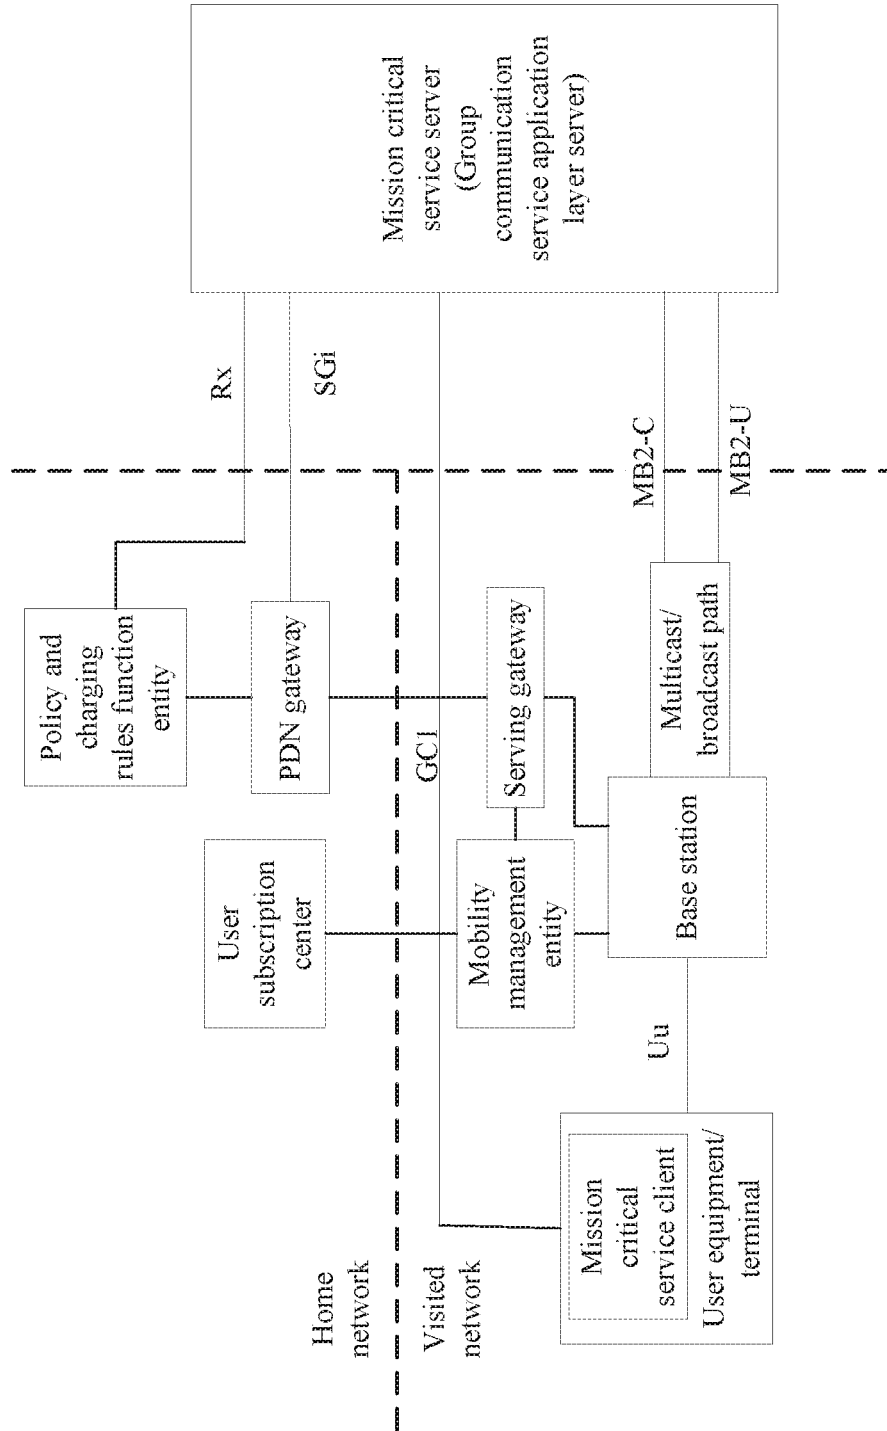 Policy and
charging
rules function
entity
User
subscription
center
PDN gateway
Rx
SGi
Home
network
Visited
network
GC1
Mission critical
service server
(Group
communication
service application
layer server)
Mobility
management
entity
Serving gateway
Mission
critical
service client
User equipment/
terminal
Uu
Base station
Multicast/
broadcast path
MB2-C
MB2-U